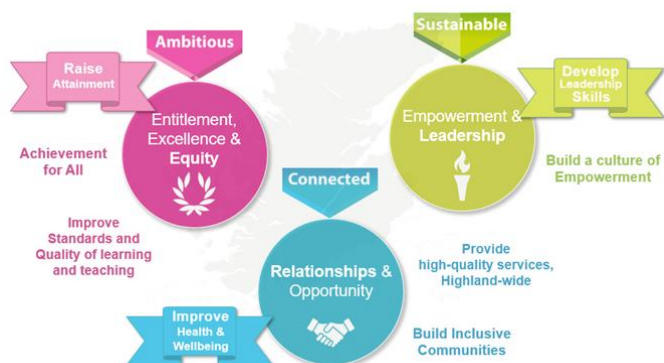 Ambitious
Raise
Attainment
Entitlement,
Excellence &
Equity
Achievement
for All
Improve
Standards and
Quality of learning
and teaching
Sustainable
Develop
Leadership
Skills
Empowerment &
Leadership
Build a culture of
Empowerment
Connected
Relationships &
Opportunity
Improve
Health &
Wellbeing
Provide
high-quality services,
Highland-wide
Build Inclusive
Communities